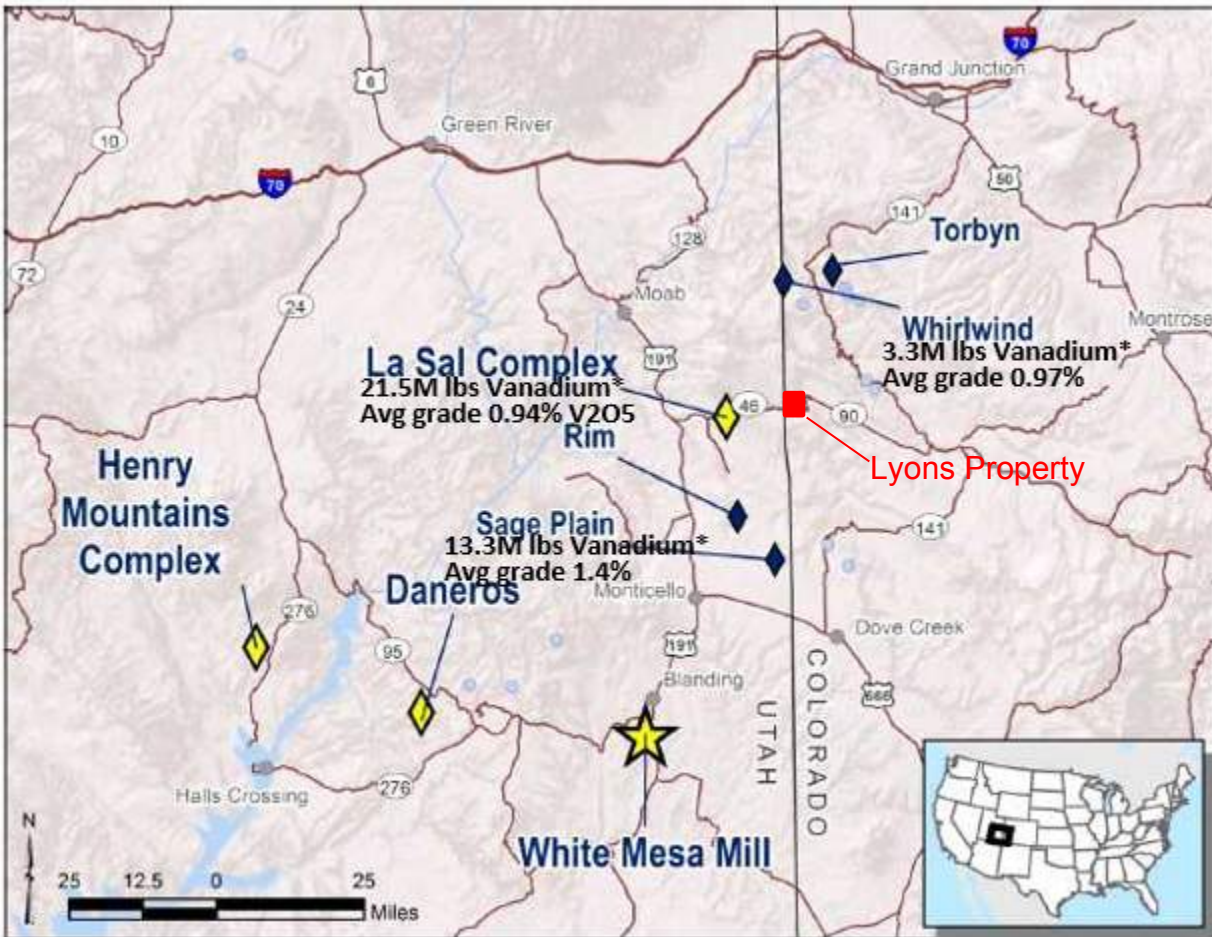 70
6
Grand Junction
Green River
10
70
50
141
Torbyn
128
72
24
Moab
Whirlwind
Montrose
3.3M lbs Vanadium*
Avg grade 0.97%
La Sal Complex
191
21.5M lbs Vanadium*
Avg grade 0.94% V2O5
46
90
Rim
Lyons Property
Henry
Mountains
Complex
Sage Plain
141
13.3M lbs Vanadium*
Avg grade 1.4%
Daneros
Monticello
276
Dove Creek
95
191
Blanding
666
UTAH
COLORADO
Halls Crossing
276
White Mesa Mill
N
25 12.5 0 25
Miles